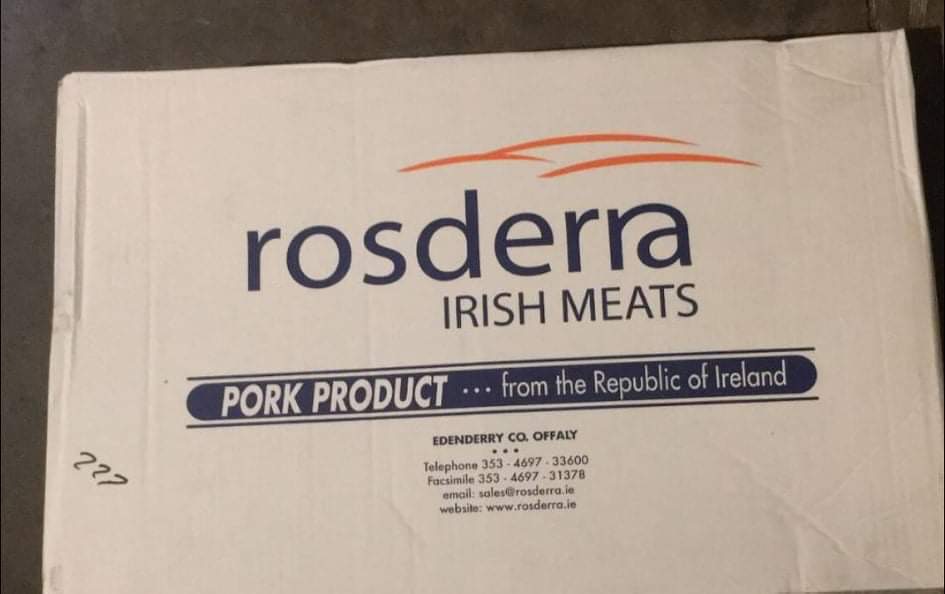 rosderra
IRISH MEATS
PORK PRODUCT ... from the Republic of Ireland
EDENDERRY CO. OFFALY
• • •
Telephone 353 - 4697 - 33600
Facsimile 353 - 4697 - 31378
email: sales@rosderra.ie
website: www.rosderra.ie